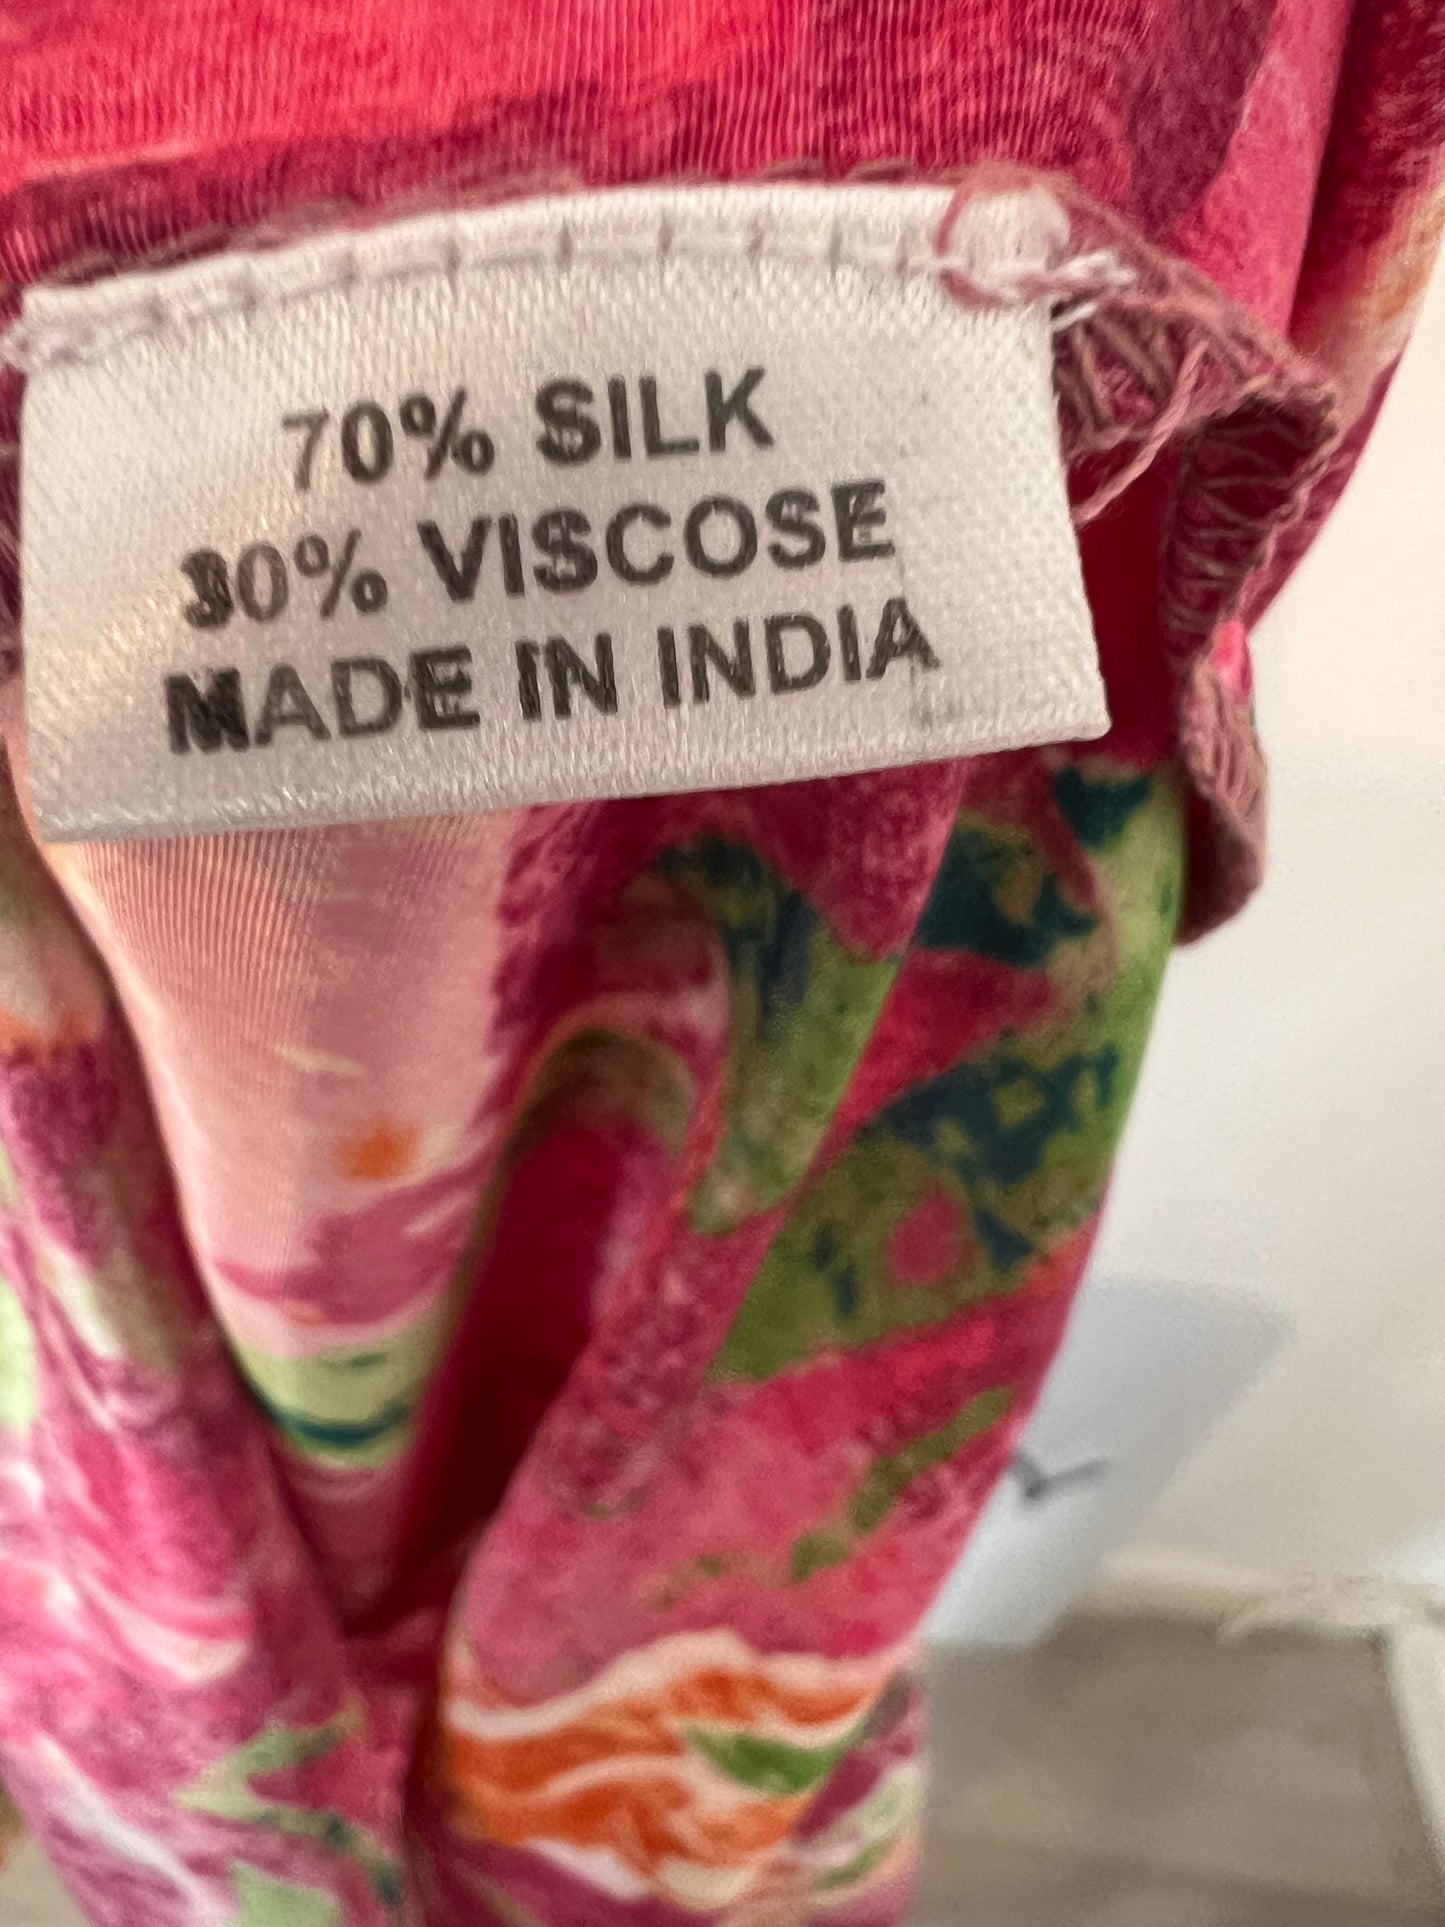 70% SILK
30% VISCOSE
MADE IN INDIA